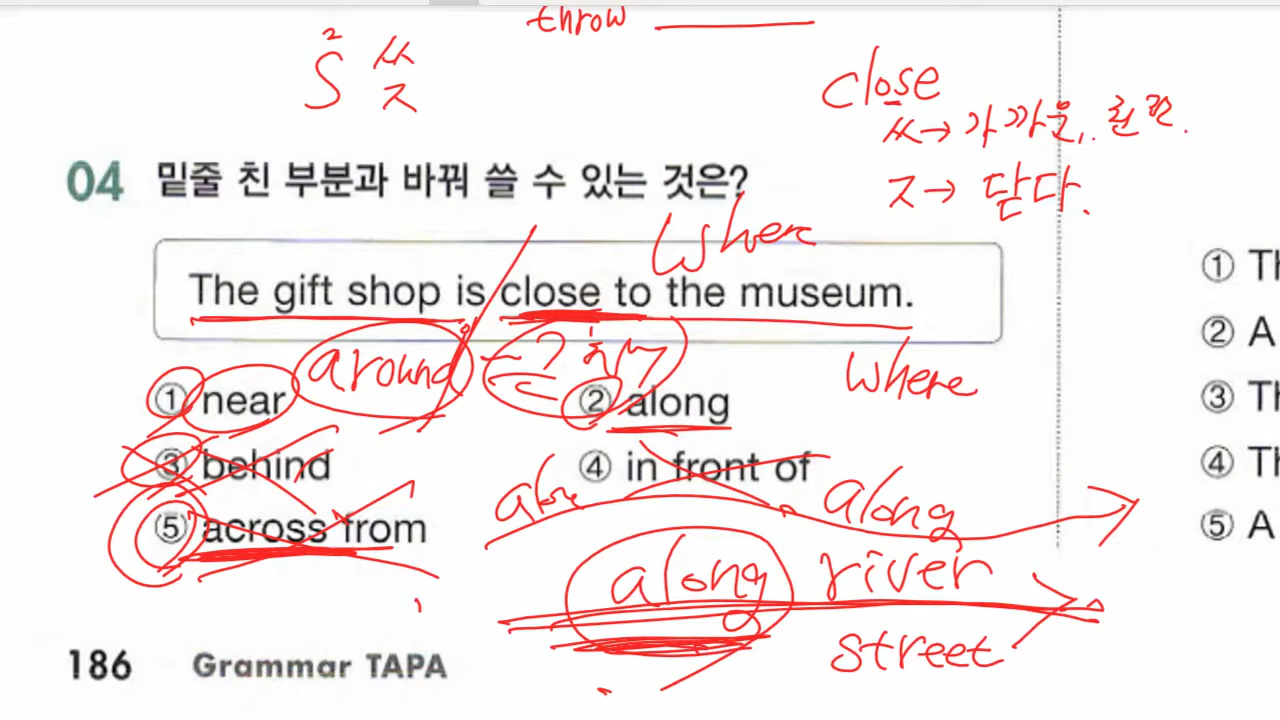 throw
2
S ㅆ
ㅈ
close
ㅆ→ 가까운,
ㅈ→ 닫다.
04 밑줄 친 부분과 바꿔 쓸 수 있는 것은?
where
The gift shop is close to the museum.
around
where
① near
② along
③ behind
④ in front of
⑤ across from
along
along river
street
186 Grammar TAPA
① Th
② A
③ Th
④ Th
⑤ A